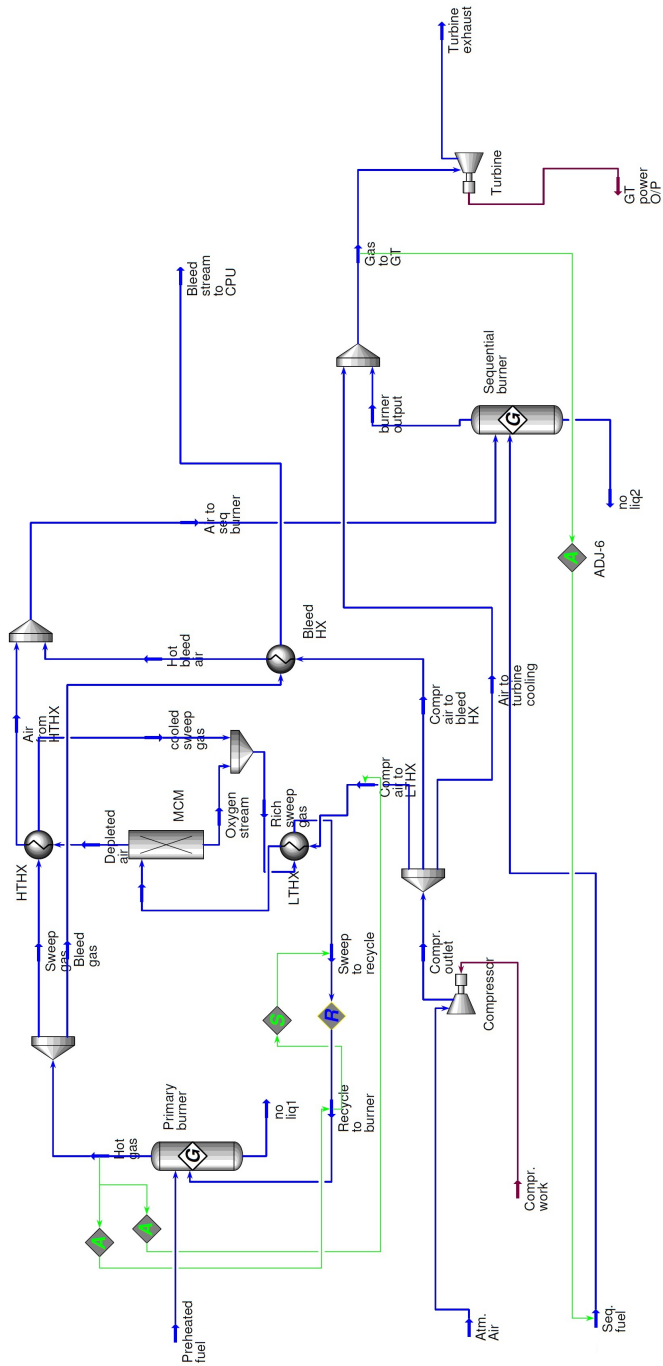 Turbine
exhaust
Turbine
GT
power
O/P
Gas
to
GT
Bleed
stream
to
CPU
Sequential
burner
G
burner
output
no
liq2
A
ADJ-6
Air to
seq
burner
Bleed
HX
Hot
bleed
air
Air
from
HTHX
cooled
sweep
gas
Compr
air to
bleed
HX
Air to
turbine
cooling
Compr
air to
LTHX
MCM
Oxygen
stream
Rich
sweep
gas
Depleted
air
HTHX
LTHX
Sweep
gas
Bleed
gas
Sweep
to
recycle
S
R
Compr.
outlet
Compressor
Primary
burner
G
no
liq1
Hot
gas
Recycle
to
burner
A
A
Compr.
work
Preheated
fuel
Atm.
Air
Seq.
fuel